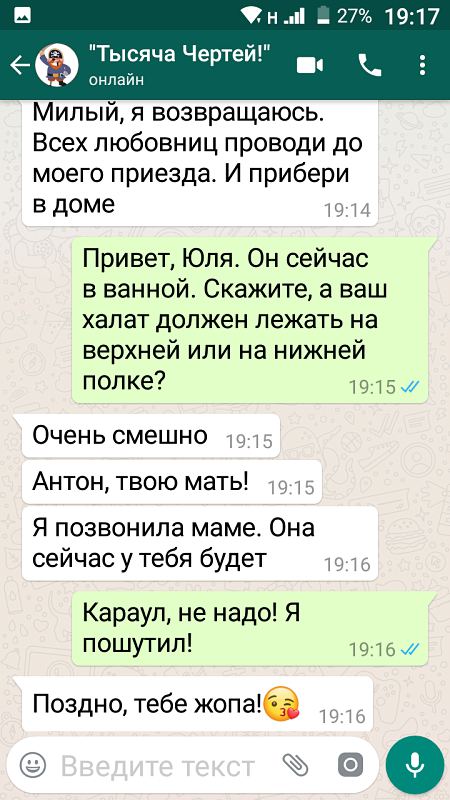 Н 27% 19:17
"Тысяча Чертей!"
онлайн
Милый, я возвращаюсь.
Всех любовниц проводи до
моего приезда. И прибери
в доме
19:14
Привет, Юля. Он сейчас
в ванной. Скажите, а ваш
халат должен лежать на
верхней или на нижней
полке?
19:15
Очень смешно 19:15
Антон, твою мать! 19:15
Я позвонила маме. Она
сейчас у тебя будет 19:16
Караул, не надо! Я
пошутил! 19:16
Поздно, тебе жопа!😘 19:16
Введите текст